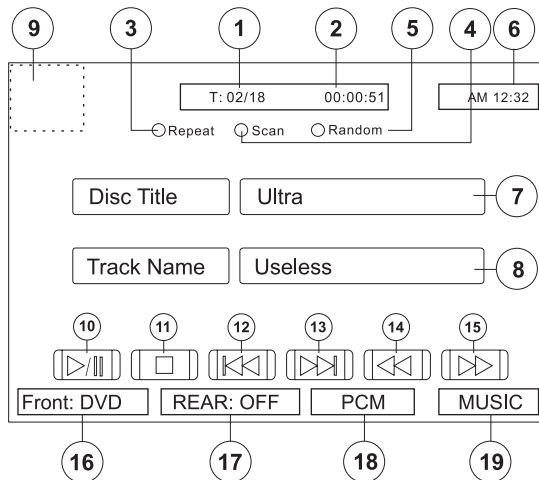 9 3 1 2 5 4 6
T: 02/18 00:00:51 AM 12:32
Repeat Scan Random
Disc Title Ultra 7
Track Name Useless 8
10 11 12 13 14 15
Front: DVD REAR: OFF PCM MUSIC
16 17 18 19